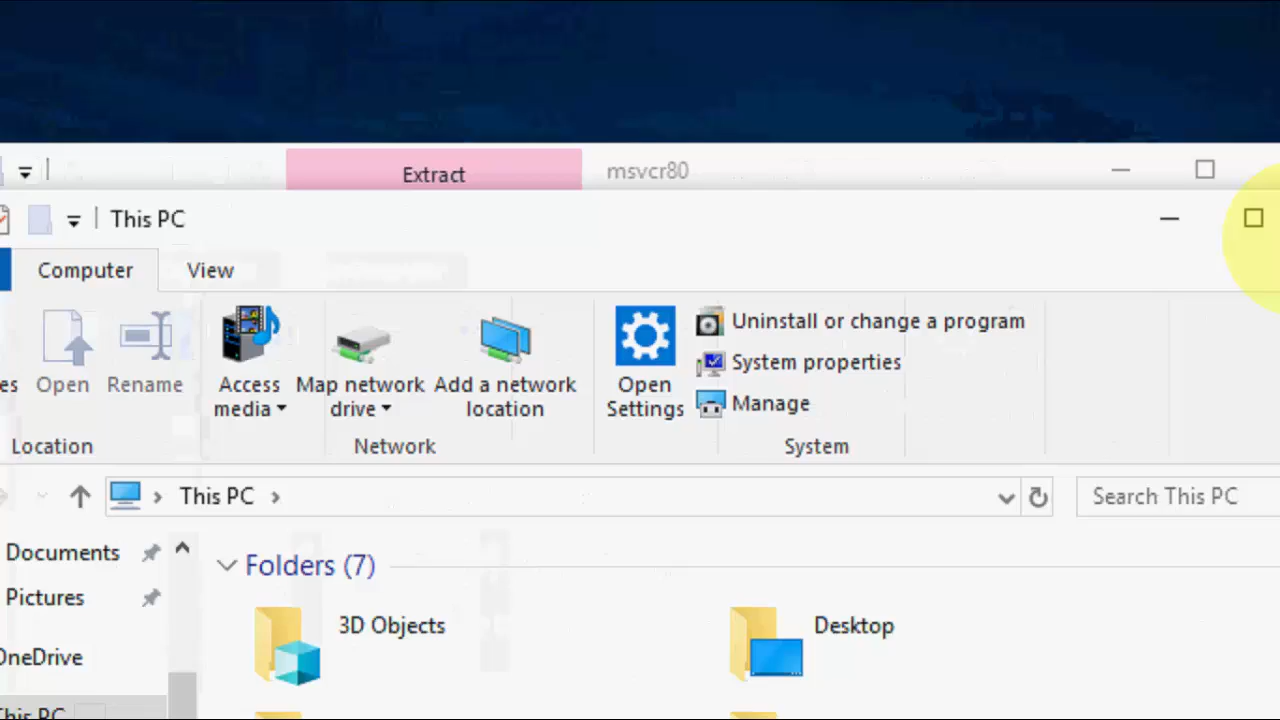 Extract
msvcr80
This PC
Computer
View
Open
Rename
Access media
Map network drive
Add a network location
Open Settings
Uninstall or change a program
System properties
Manage
Location
Network
System
This PC
Search This PC
Documents
Pictures
OneDrive
This PC
Folders (7)
3D Objects
Desktop